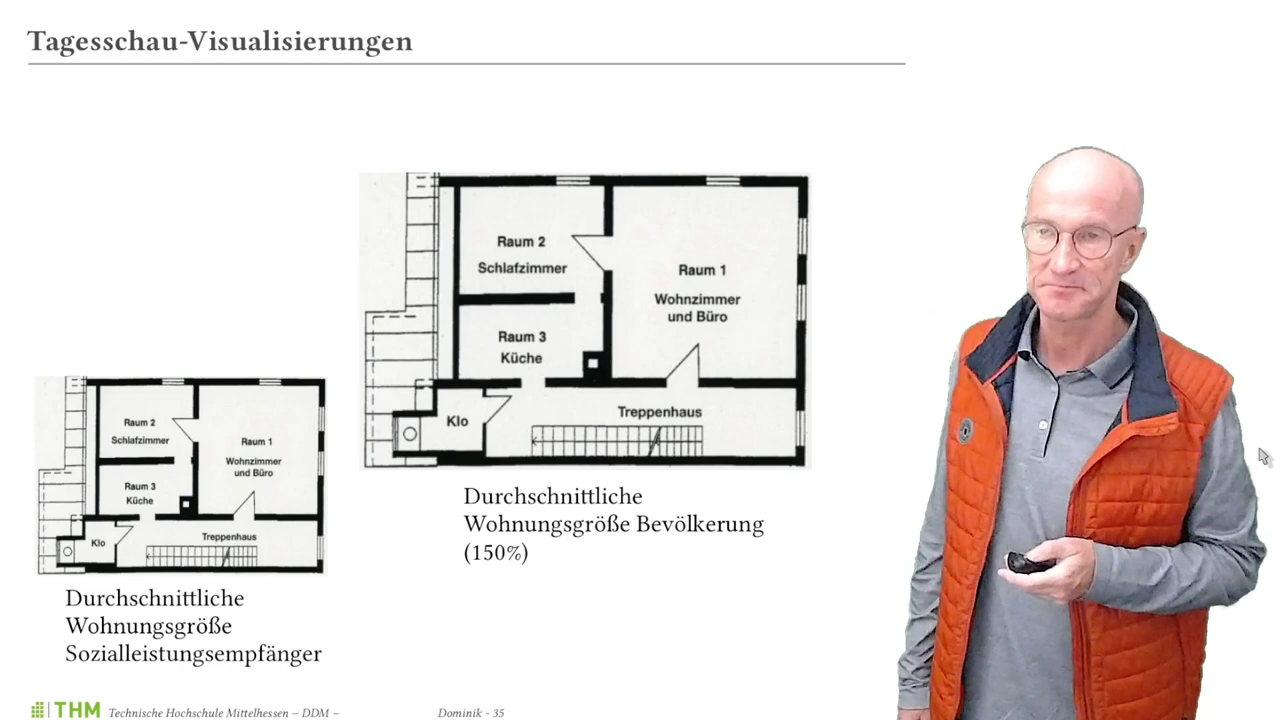 Tagesschau-Visualisierungen
Raum 2
Schlafzimmer
Raum 1
Wohnzimmer
und Büro
Raum 3
Küche
Klo
Treppenhaus
Durchschnittliche
Wohnungsgröße Bevölkerung
(150%)
Raum 2
Schlafzimmer
Raum 1
Wohnzimmer
und Büro
Raum 3
Küche
Klo
Treppenhaus
Durchschnittliche
Wohnungsgröße
Sozialleistungsempfänger
THM Technische Hochschule Mittelhessen – DDM –
Dominik - 35